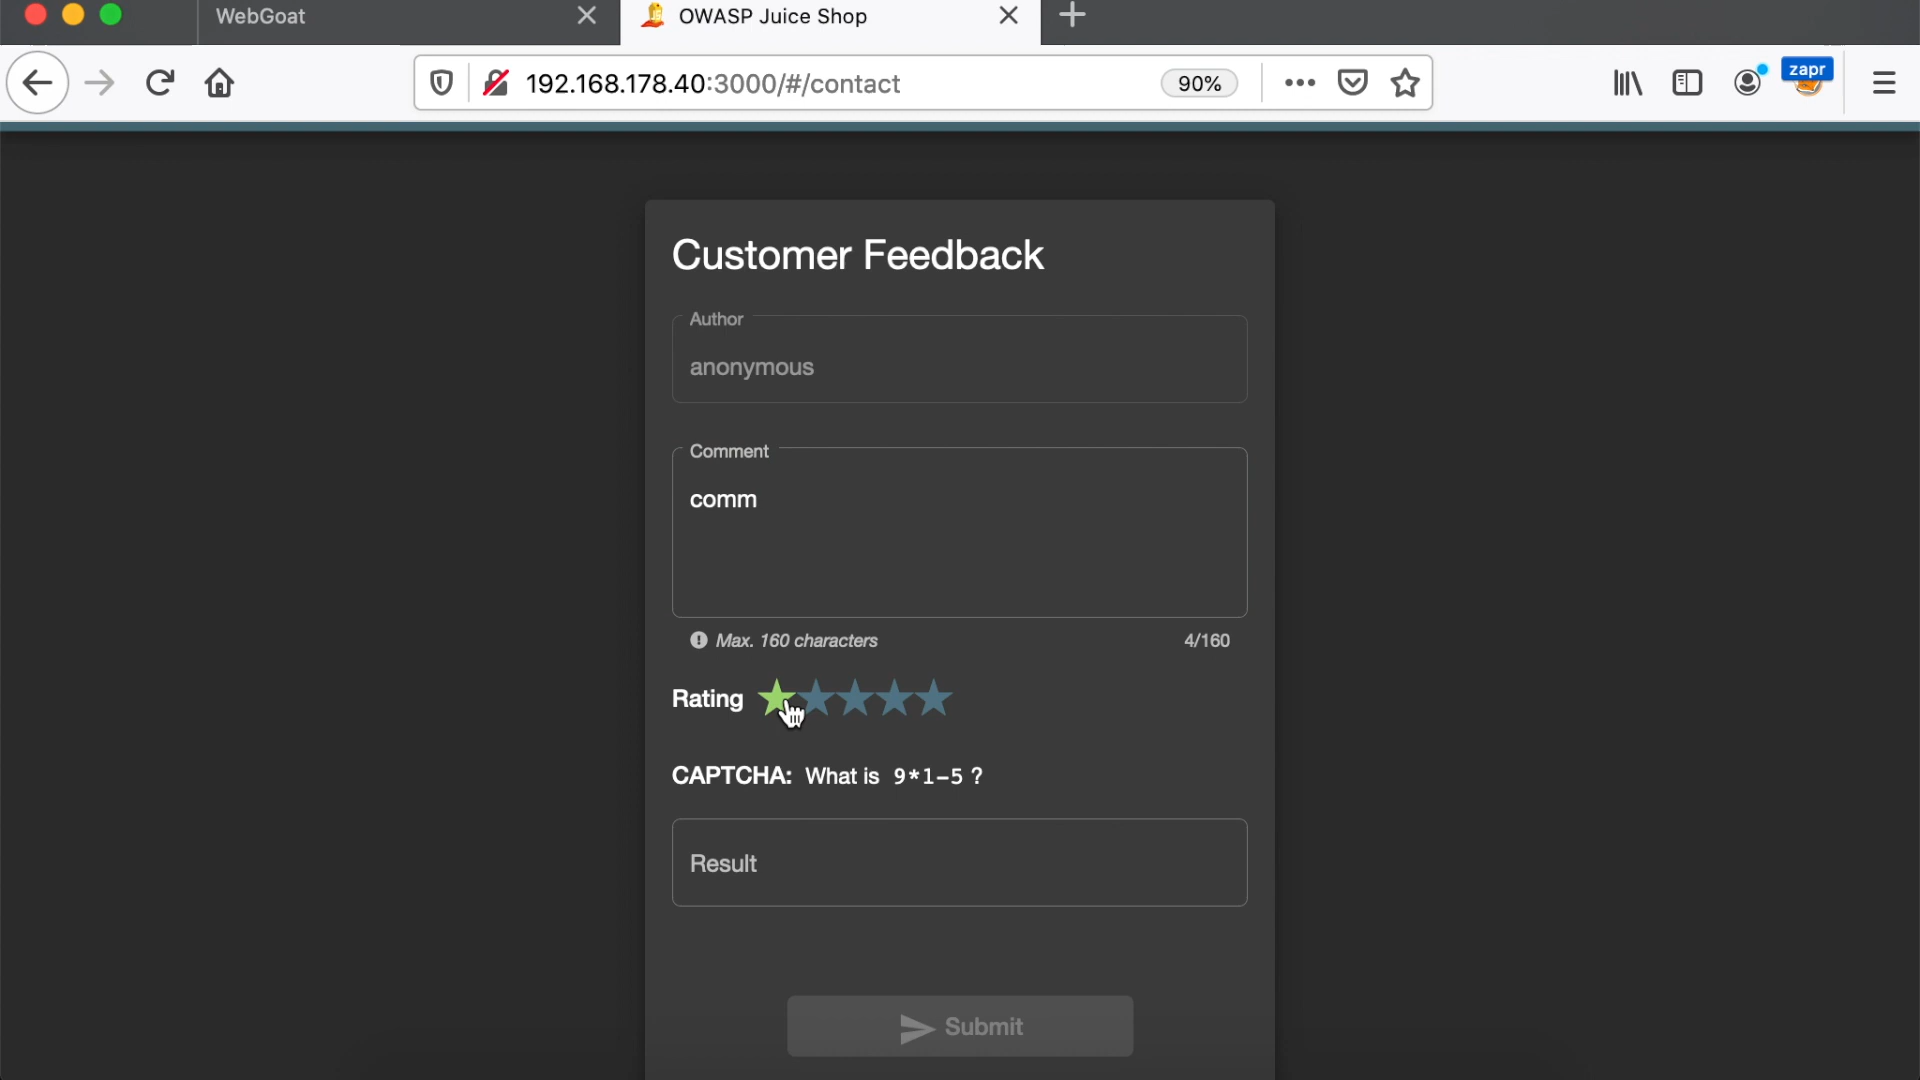 WebGoat
OWASP Juice Shop
192.168.178.40:3000/#/contact
90%
zapr
Customer Feedback
Author
anonymous
Comment
comm
Max. 160 characters
4/160
Rating
CAPTCHA: What is 9*1-5 ?
Result
Submit